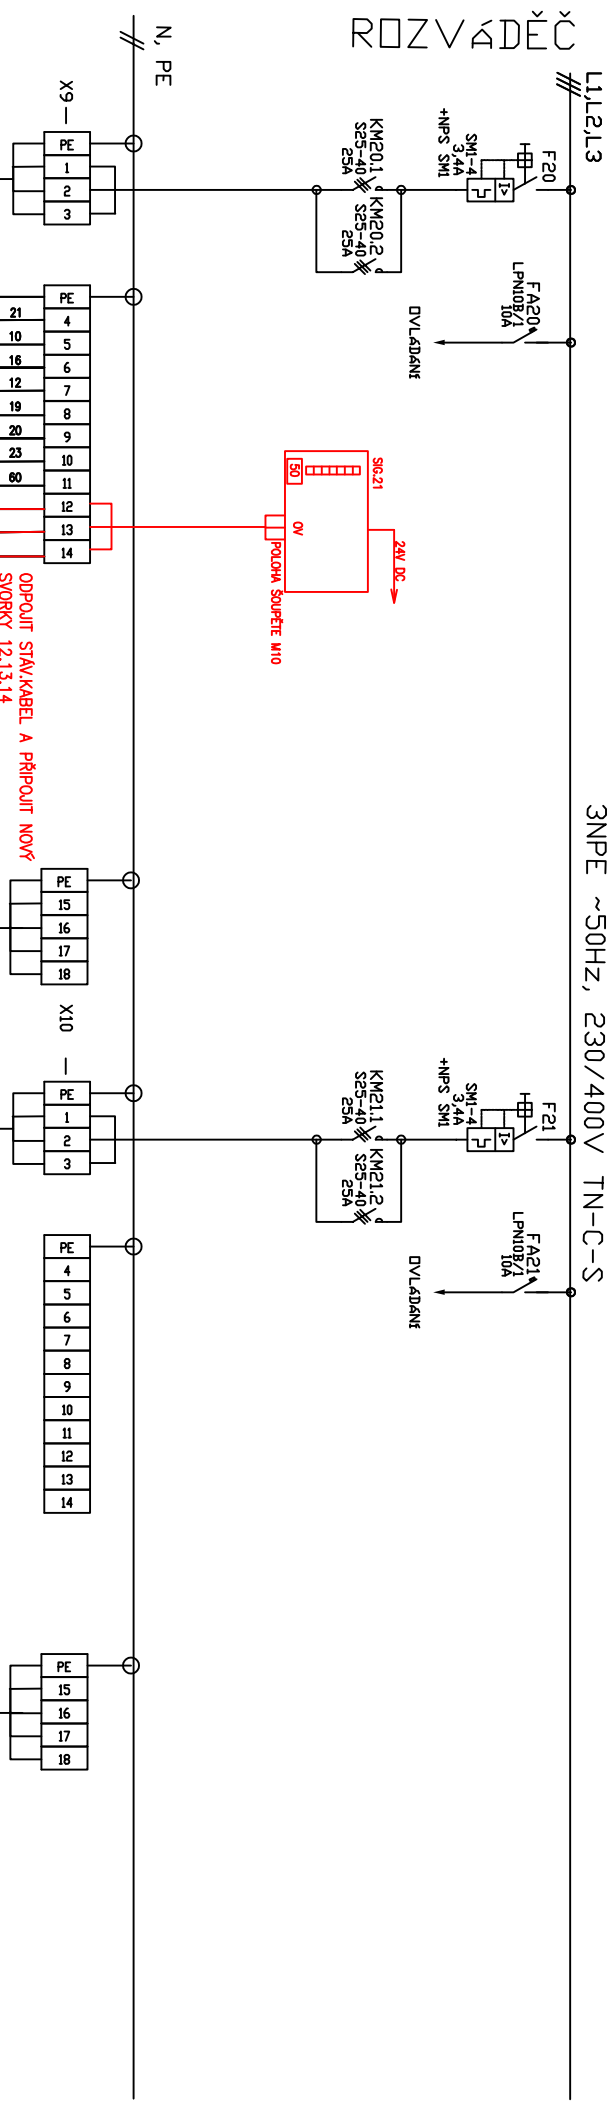 ROZVÁDĚČ
L1,L2,L3
3NPE ~50Hz, 230/400V TN-C-S
F20
SM1-4
3,4A
+NPS SM1
I>
KM20.1
S25-40
25A
KM20.2
S25-40
25A
FA20
LPN10B/1
10A
OVLÁDÁNÍ
SIG.21
50
0V
24V DC
POLOHA ŠOUPĚTE M10
F21
SM1-4
3,4A
+NPS SM1
I>
KM21.1
S25-40
25A
KM21.2
S25-40
25A
FA21
LPN10B/1
10A
OVLÁDÁNÍ
N, PE
X9
PE
1
2
3
PE
4
5
6
7
8
9
10
11
12
13
14
21
10
16
12
19
20
23
60
ODPOJIT STÁV.KABEL A PŘIPOJIT NOVÝ
SVORKY 12,13,14
PE
15
16
17
18
X10
PE
1
2
3
PE
4
5
6
7
8
9
10
11
12
13
14
PE
15
16
17
18